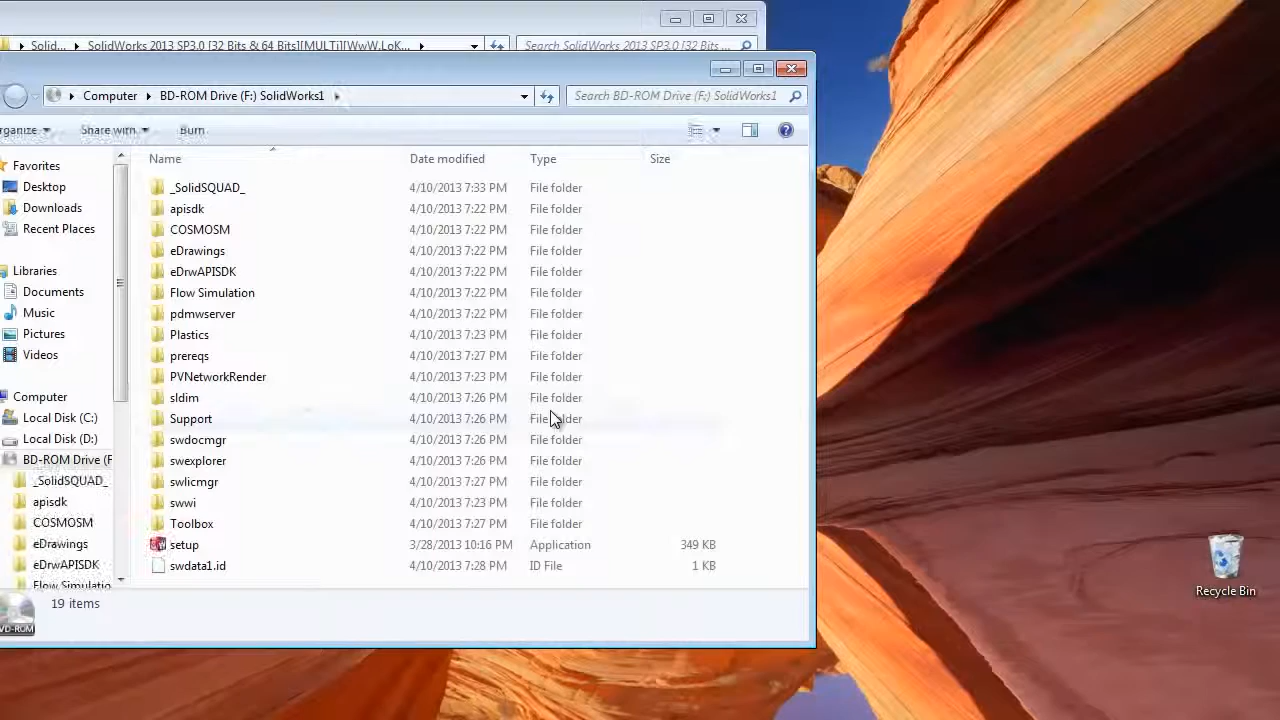 Solid... SolidWorks 2013 SP3.0 [32 Bits & 64 Bits][MULTi][WwW.LoK... Search SolidWorks 2013 SP3.0 [32 Bits ...
Computer BD-ROM Drive (F:) SolidWorks1 Search BD-ROM Drive (F:) SolidWorks1
rganize Share with Burn
Name Date modified Type Size
Favorites
Desktop
Downloads
Recent Places
Libraries
Documents
Music
Pictures
Videos
Computer
Local Disk (C:)
Local Disk (D:)
BD-ROM Drive (F
_SolidSQUAD_
apisdk
COSMOSM
eDrawings
eDrwAPISDK
Flow Simulatio
_SolidSQUAD_ 4/10/2013 7:33 PM File folder
apisdk 4/10/2013 7:22 PM File folder
COSMOSM 4/10/2013 7:22 PM File folder
eDrawings 4/10/2013 7:22 PM File folder
eDrwAPISDK 4/10/2013 7:22 PM File folder
Flow Simulation 4/10/2013 7:22 PM File folder
pdmwserver 4/10/2013 7:22 PM File folder
Plastics 4/10/2013 7:23 PM File folder
prereqs 4/10/2013 7:27 PM File folder
PVNetworkRender 4/10/2013 7:23 PM File folder
sldim 4/10/2013 7:26 PM File folder
Support 4/10/2013 7:26 PM File folder
swdocmgr 4/10/2013 7:26 PM File folder
swexplorer 4/10/2013 7:26 PM File folder
swlicmgr 4/10/2013 7:27 PM File folder
swwi 4/10/2013 7:23 PM File folder
Toolbox 4/10/2013 7:27 PM File folder
setup 3/28/2013 10:16 PM Application 349 KB
swdata1.id 4/10/2013 7:28 PM ID File 1 KB
19 items
VD-ROM
Recycle Bin